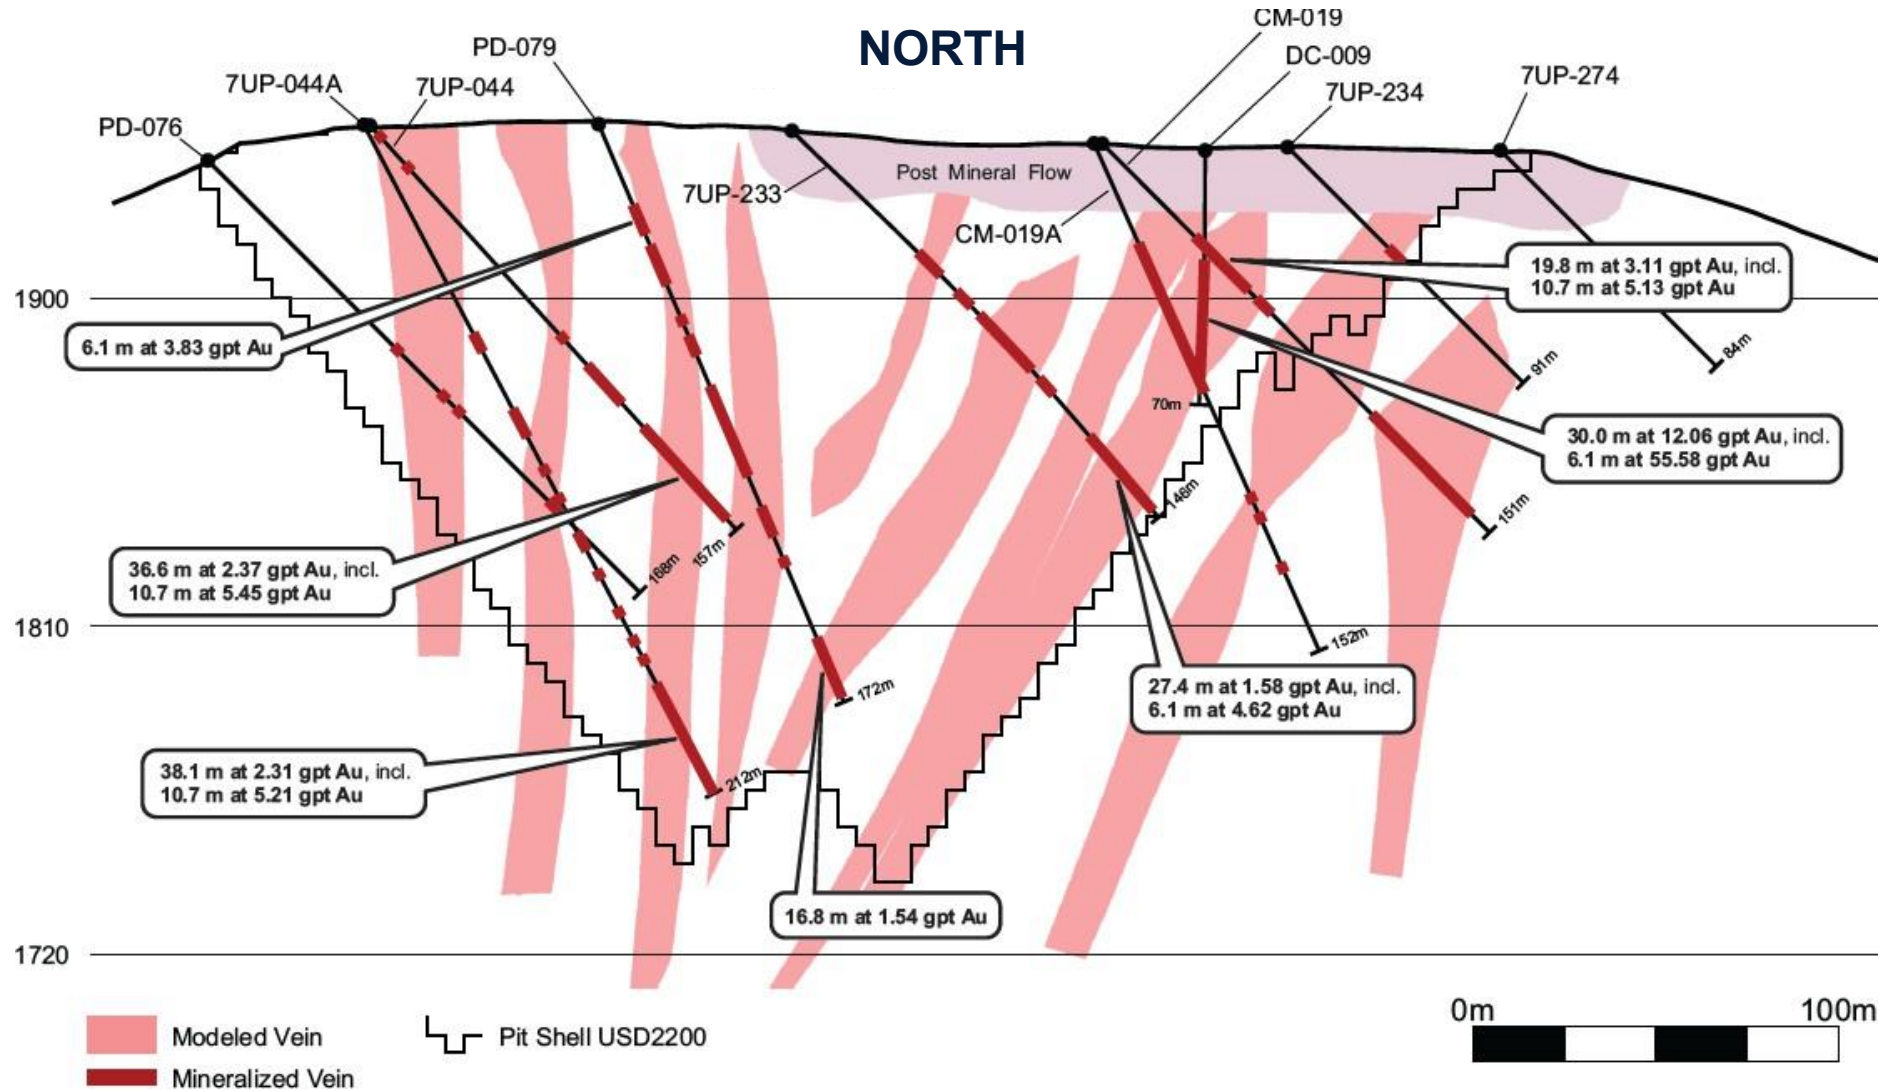 NORTH
CM-019
DC-009
PD-079
7UP-044A
7UP-044
7UP-234
7UP-274
PD-076
Post Mineral Flow
7UP-233
CM-019A
1900
19.8 m at 3.11 gpt Au, incl.
10.7 m at 5.13 gpt Au
6.1 m at 3.83 gpt Au
84m
91m
70m
30.0 m at 12.06 gpt Au, incl.
6.1 m at 55.58 gpt Au
146m
151m
157m
168m
36.6 m at 2.37 gpt Au, incl.
10.7 m at 5.45 gpt Au
1810
152m
172m
27.4 m at 1.58 gpt Au, incl.
6.1 m at 4.62 gpt Au
38.1 m at 2.31 gpt Au, incl.
10.7 m at 5.21 gpt Au
212m
16.8 m at 1.54 gpt Au
1720
0m
100m
Modeled Vein
Pit Shell USD2200
Mineralized Vein